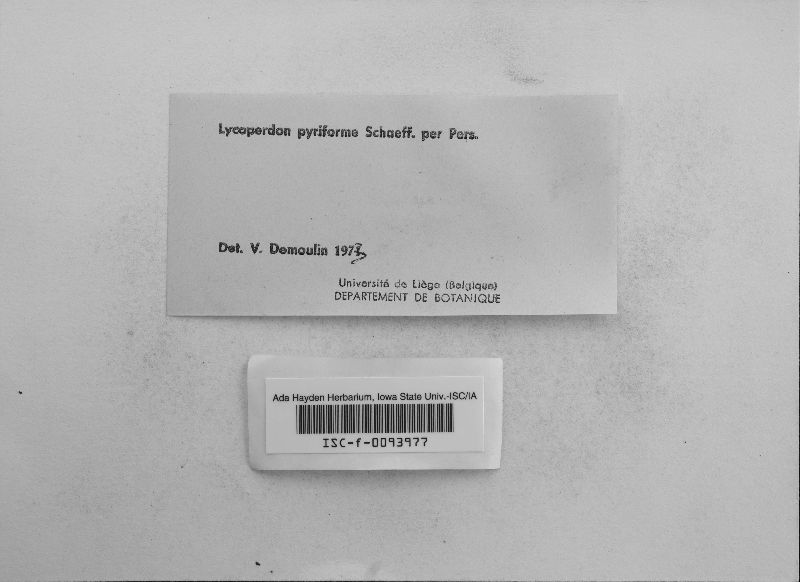 Lycoperdon pyriforme Schaeff. per Pers.
Det. V. Demoulin 1973
Université de Liège (Belgique)
DEPARTEMENT DE BOTANIQUE
Ada Hayden Herbarium, Iowa State Univ.-ISC/IA
ISC-f-0093977